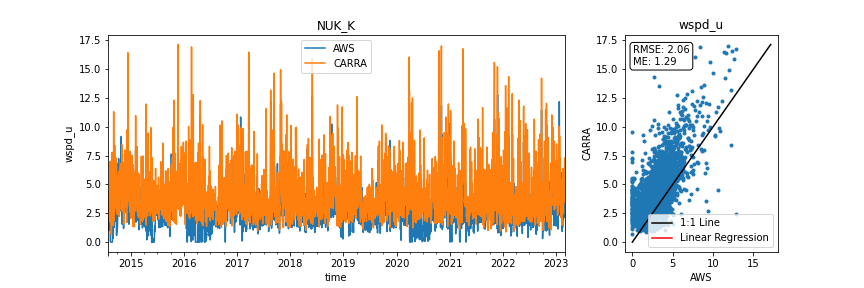 NUK_K
wspd_u
17.5
15.0
12.5
10.0
7.5
5.0
2.5
0.0
AWS
CARRA
2015
2016
2017
2018
2019
2020
2021
2022
2023
time
wspd_u
CARRA
17.5
15.0
12.5
10.0
7.5
5.0
2.5
0.0
RMSE: 2.06
ME: 1.29
1:1 Line
Linear Regression
0
5
10
15
AWS